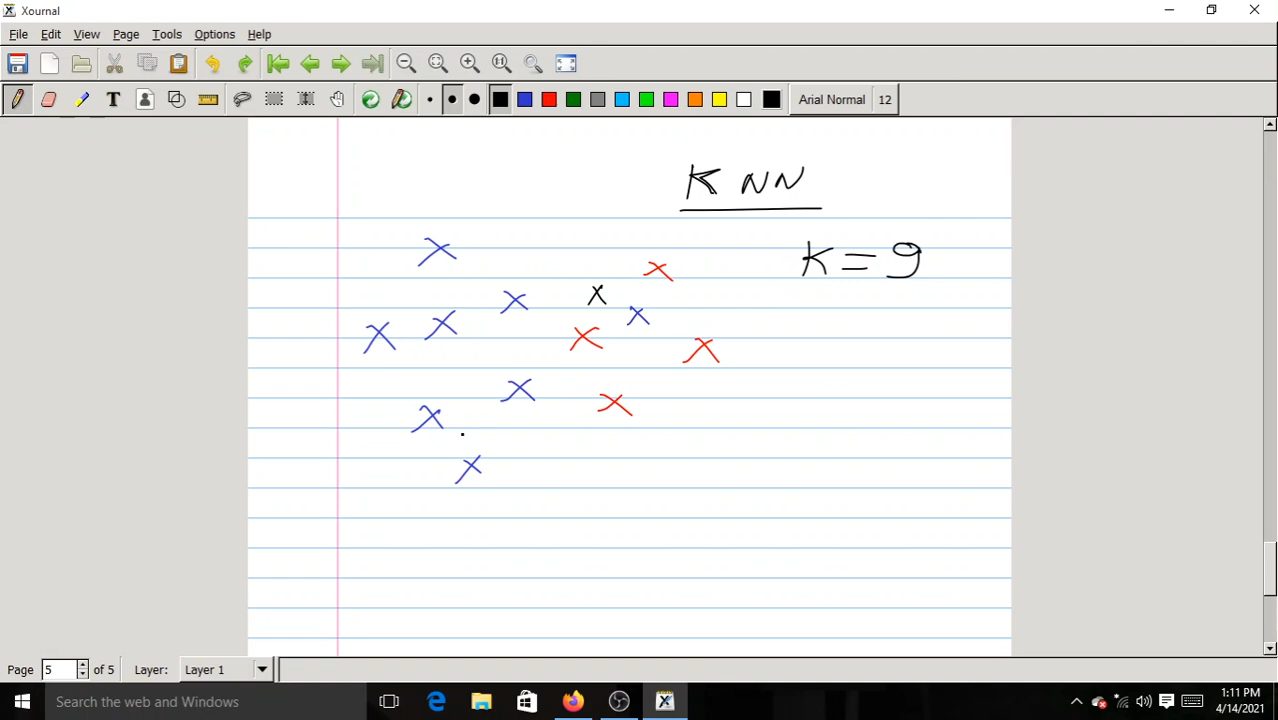 Xournal
File Edit View Page Tools Options Help
T Arial Normal 12
K NN
K = 9
Page 5 of 5 Layer: Layer 1
Search the web and Windows
1:11 PM
4/14/2021